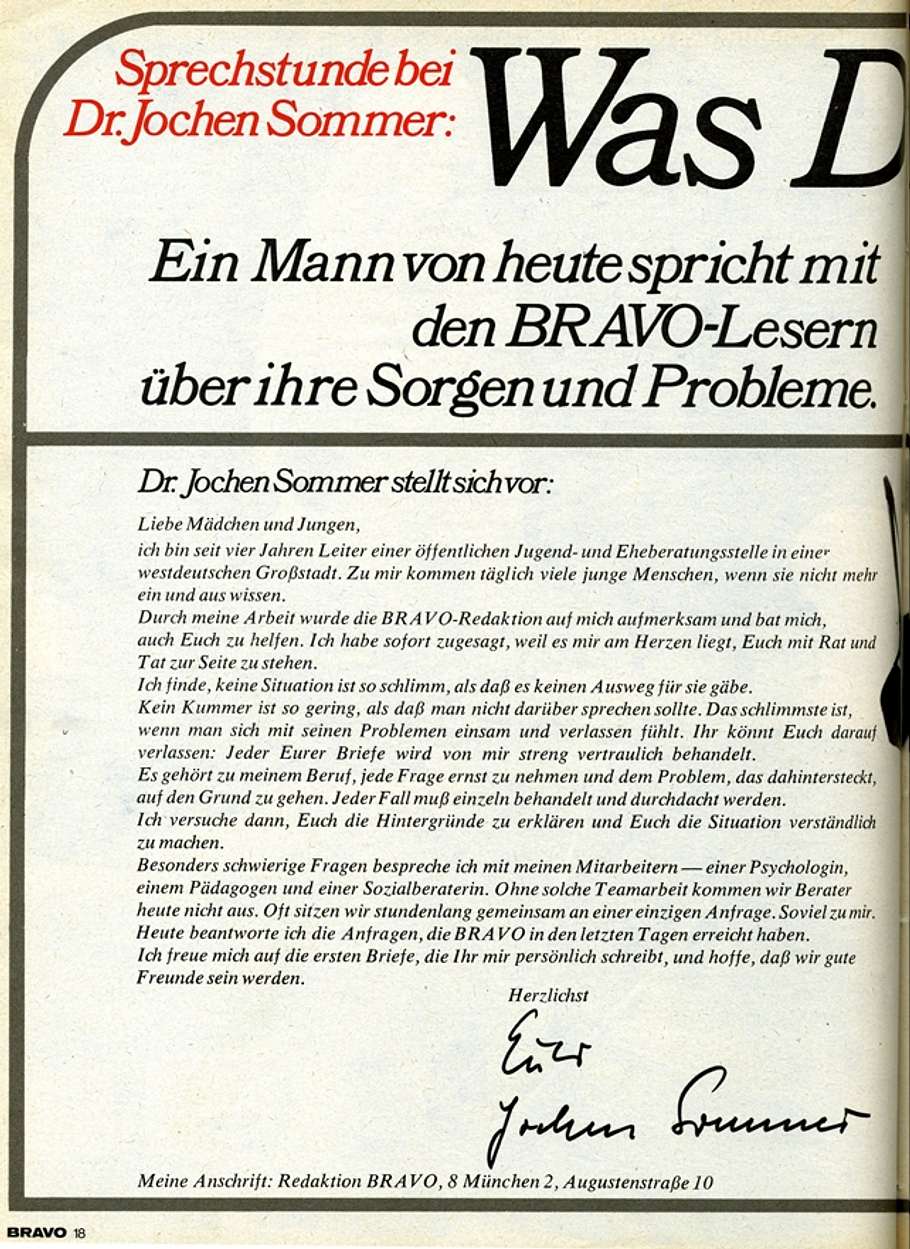 Sprechstunde bei
Dr. Jochen Sommer:
Was D
Ein Mann von heute spricht mit
den BRAVO-Lesern
über ihre Sorgen und Probleme.
Dr. Jochen Sommer stellt sich vor:
Liebe Mädchen und Jungen,
ich bin seit vier Jahren Leiter einer öffentlichen Jugend- und Eheberatungsstelle in einer
westdeutschen Großstadt. Zu mir kommen täglich viele junge Menschen, wenn sie nicht mehr
ein und aus wissen.
Durch meine Arbeit wurde die BRAVO-Redaktion auf mich aufmerksam und bat mich,
auch Euch zu helfen. Ich habe sofort zugesagt, weil es mir am Herzen liegt, Euch mit Rat und
Tat zur Seite zu stehen.
Ich finde, keine Situation ist so schlimm, als daß es keinen Ausweg für sie gäbe.
Kein Kummer ist so gering, als daß man nicht darüber sprechen sollte. Das schlimmste ist,
wenn man sich mit seinen Problemen einsam und verlassen fühlt. Ihr könnt Euch darauf
verlassen: Jeder Eurer Briefe wird von mir streng vertraulich behandelt.
Es gehört zu meinem Beruf, jede Frage ernst zu nehmen und dem Problem, das dahintersteckt,
auf den Grund zu gehen. Jeder Fall muß einzeln behandelt und durchdacht werden.
Ich versuche dann, Euch die Hintergründe zu erklären und Euch die Situation verständlich
zu machen.
Besonders schwierige Fragen bespreche ich mit meinen Mitarbeitern — einer Psychologin,
einem Pädagogen und einer Sozialberaterin. Ohne solche Teamarbeit kommen wir Berater
heute nicht aus. Oft sitzen wir stundenlang gemeinsam an einer einzigen Anfrage. Soviel zu mir.
Heute beantworte ich die Anfragen, die BRAVO in den letzten Tagen erreicht haben.
Ich freue mich auf die ersten Briefe, die Ihr mir persönlich schreibt, und hoffe, daß wir gute
Freunde sein werden.
Herzlichst
Euer
Jochen Sommer
Meine Anschrift: Redaktion BRAVO, 8 München 2, Augustenstraße 10
BRAVO 18